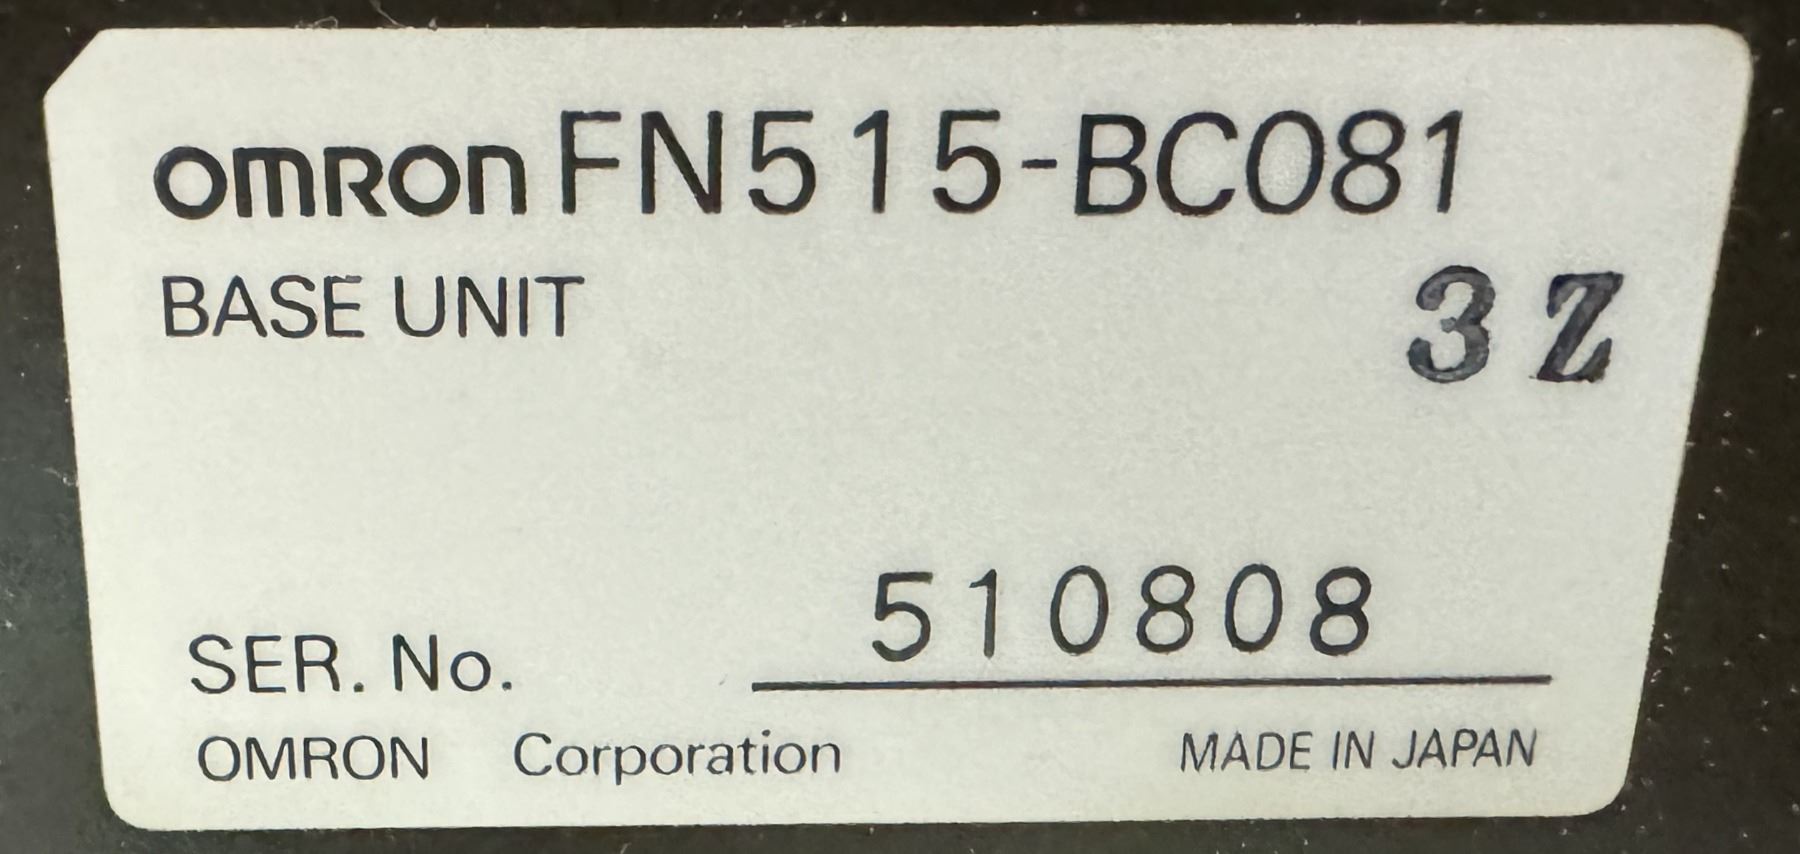 OMRON FN515-BC081
BASE UNIT
3Z
510808
SER. No.
OMRON Corporation MADE IN JAPAN